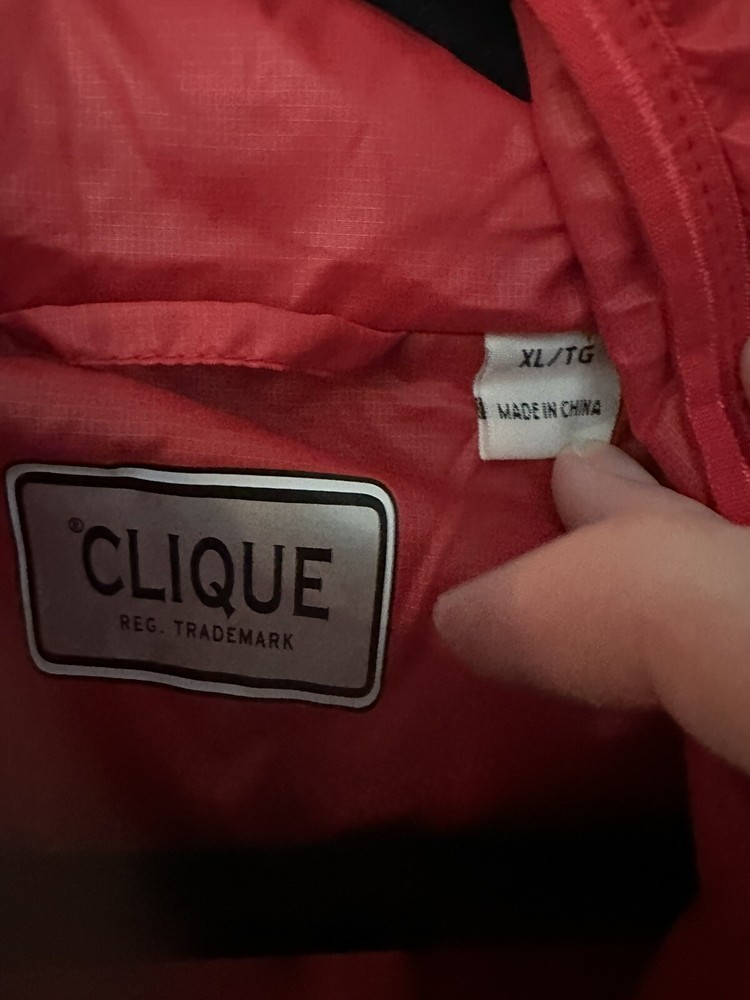 XL/TG
MADE IN CHINA
®CLIQUE
REG. TRADEMARK